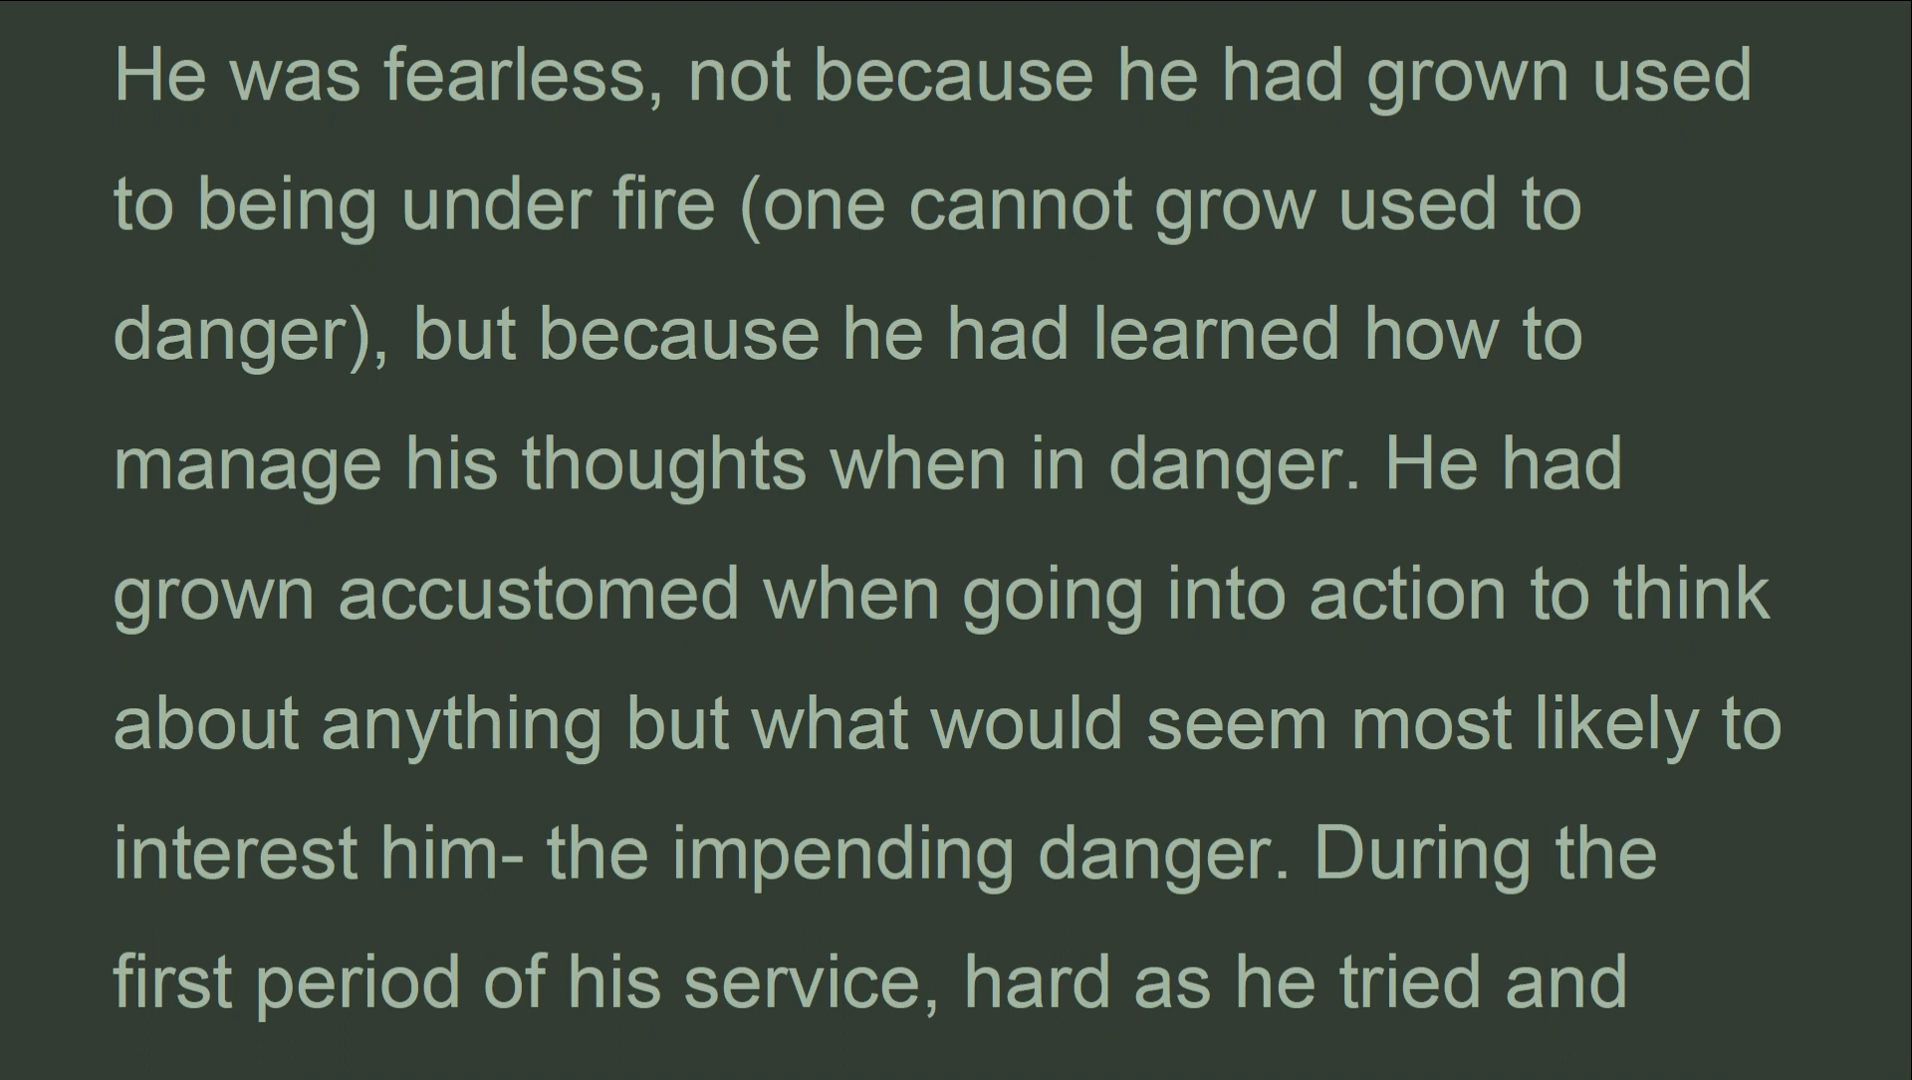 He was fearless, not because he had grown used
to being under fire (one cannot grow used to
danger), but because he had learned how to
manage his thoughts when in danger. He had
grown accustomed when going into action to think
about anything but what would seem most likely to
interest him- the impending danger. During the
first period of his service, hard as he tried and